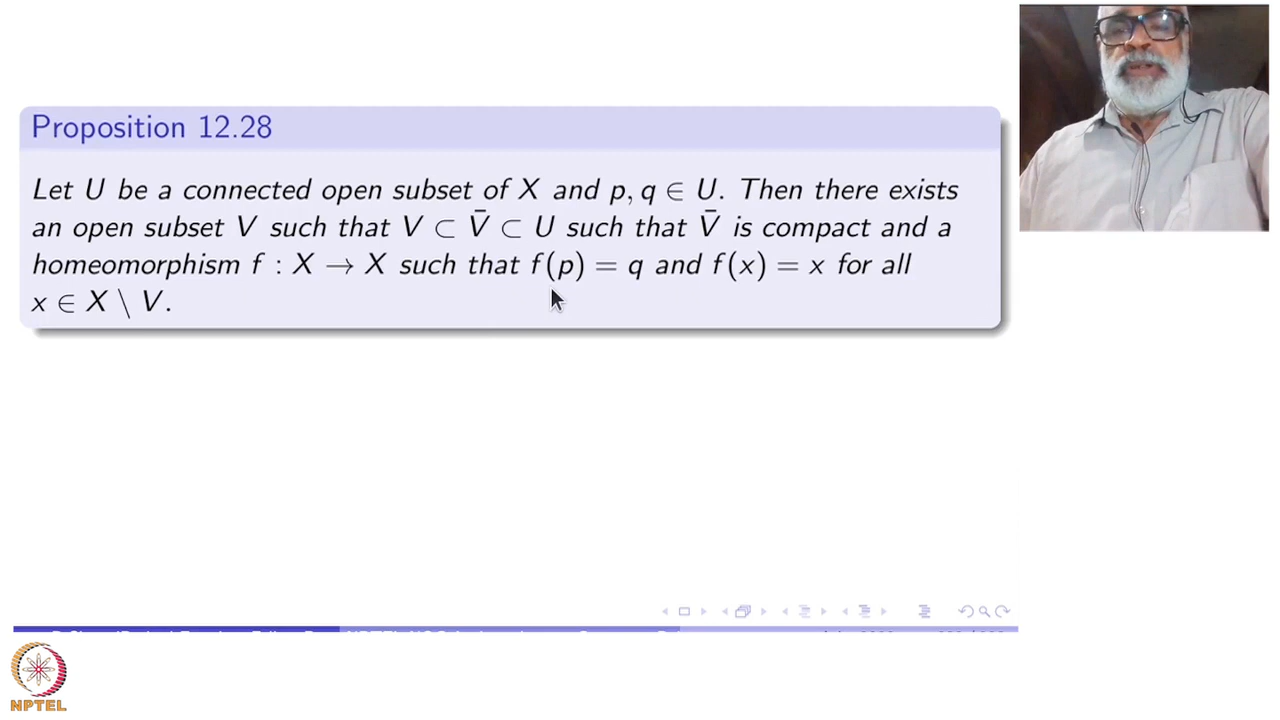 Proposition 12.28
Let U be a connected open subset of X and p, q ∈ U. Then there exists
an open subset V such that V ⊂ V̄ ⊂ U such that V̄ is compact and a
homeomorphism f : X → X such that f(p) = q and f(x) = x for all
x ∈ X \ V.
NPTEL